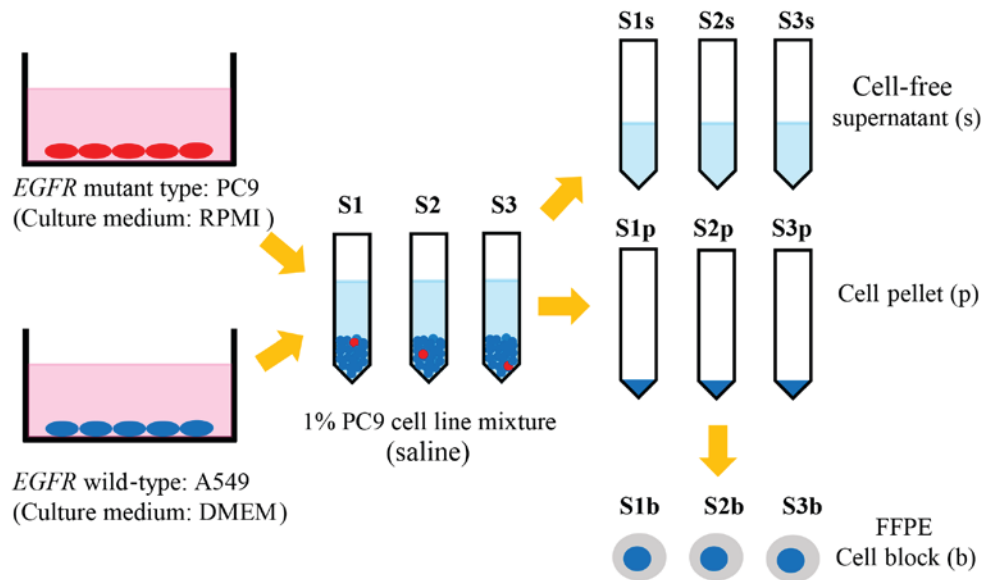 S1s S2s S3s
Cell-free
supernatant (s)
EGFR mutant type: PC9
(Culture medium: RPMI )
S1 S2 S3
S1p S2p S3p
Cell pellet (p)
1% PC9 cell line mixture
(saline)
EGFR wild-type: A549
(Culture medium: DMEM)
S1b S2b S3b
FFPE
Cell block (b)